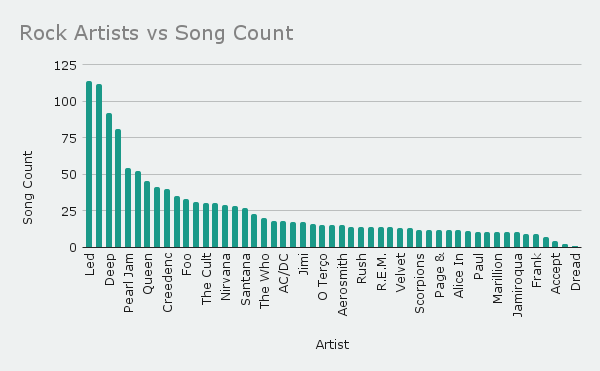 Rock Artists vs Song Count
125
100
75
50
25
0
Song Count
Led
Deep
Pearl Jam
Queen
Creedenc
Foo
The Cult
Nirvana
Santana
The Who
AC/DC
Jimi
O Terço
Aerosmith
Rush
R.E.M.
Velvet
Scorpions
Page &
Alice In
Paul
Marillion
Jamiroqua
Frank
Accept
Dread
Artist